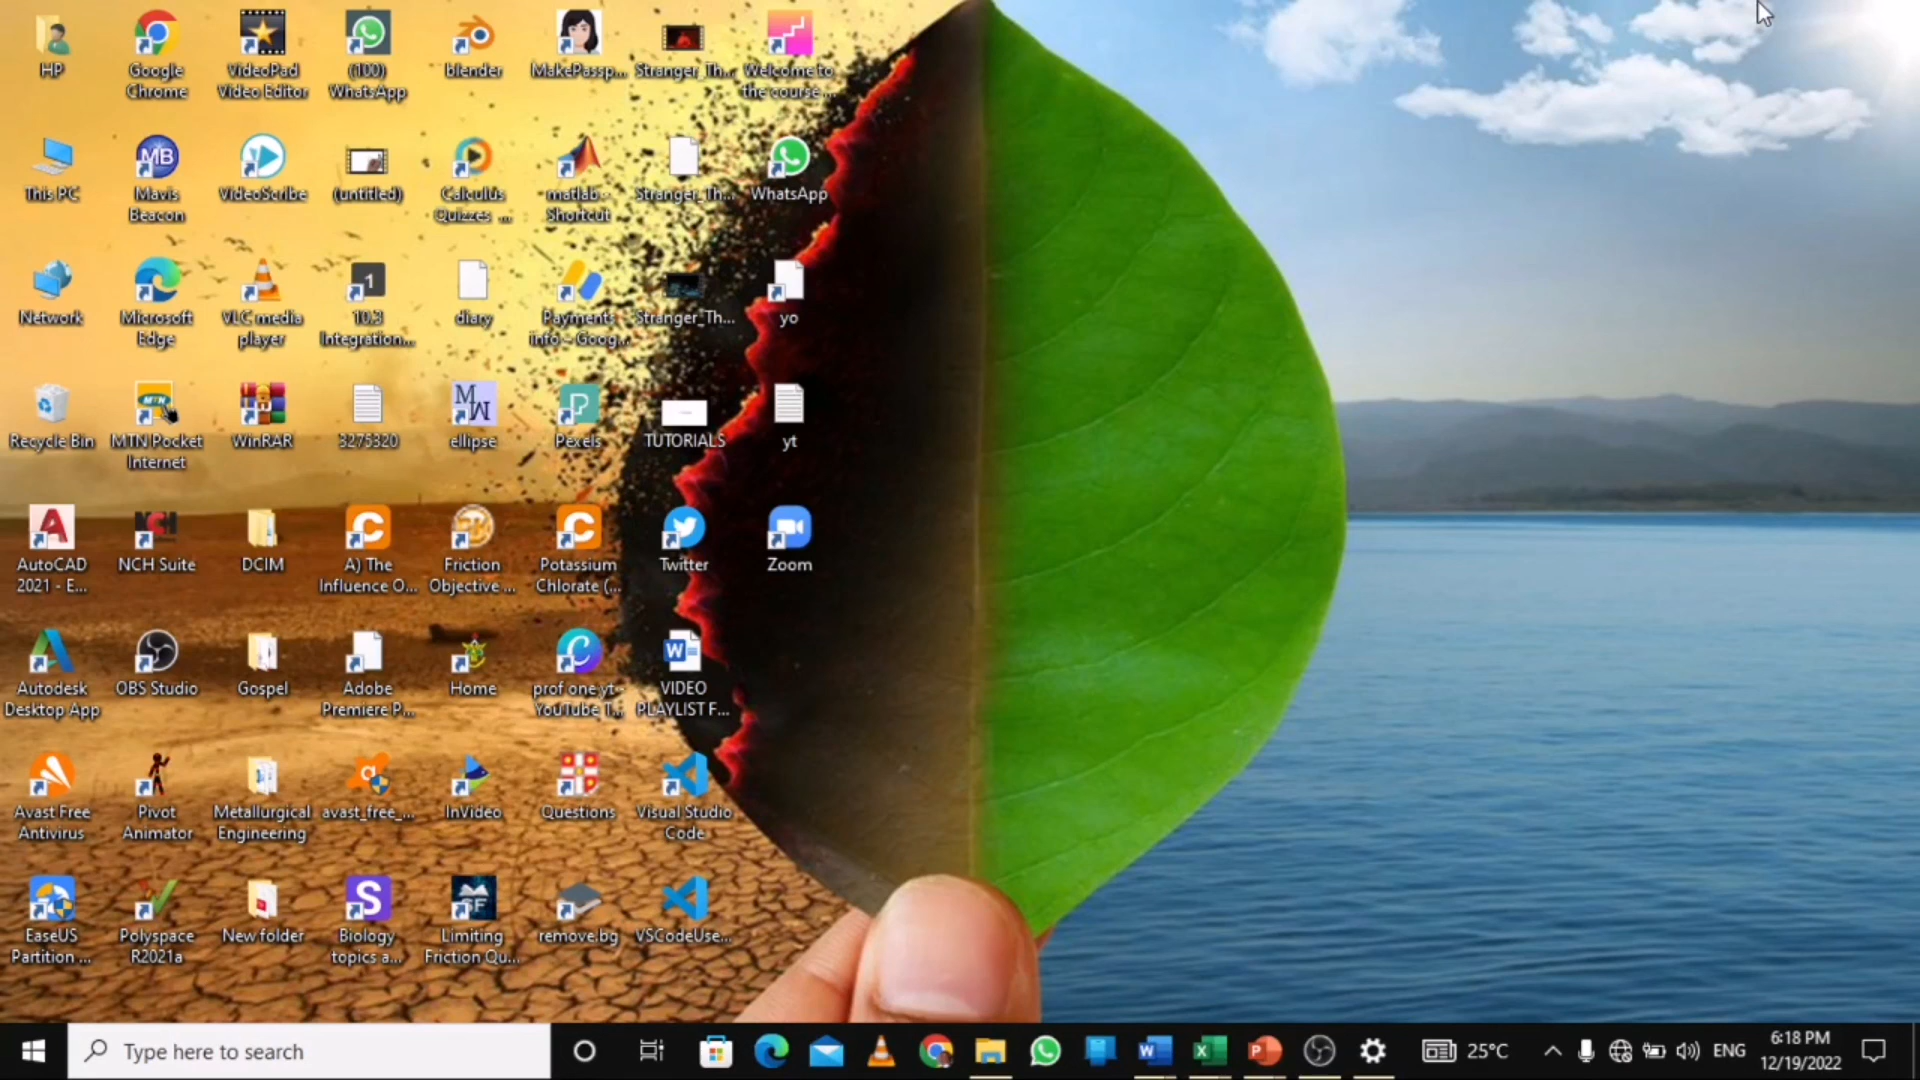 HP
Google
Chrome
VideoPad
Video Editor
(100)
WhatsApp
blender
MakePassp...
Stranger_Th...
Welcome to
the course ...
This PC
MB
Mavis
Beacon
VideoScribe
(untitled)
Calculus
Quizzes ...
matlab -
Shortcut
Stranger_Th...
WhatsApp
Network
Microsoft
Edge
VLC media
player
1
10.3
Integration...
diary
Payments
info - Goog...
Stranger_Th...
yo
Recycle Bin
MTN
MTN Pocket
Internet
WinRAR
3275320
ellipse
Pexels
TUTORIALS
yt
AutoCAD
2021 - E...
NCH
NCH Suite
DCIM
A) The
Influence O...
Friction
Objective ...
Potassium
Chlorate (...
Twitter
Zoom
Autodesk
Desktop App
OBS Studio
Gospel
Adobe
Premiere P...
Home
prof one yt -
YouTube T...
VIDEO
PLAYLIST F...
Avast Free
Antivirus
Pivot
Animator
Metallurgical
Engineering
avast_free_...
InVideo
Questions
Visual Studio
Code
EaseUS
Partition ...
Polyspace
R2021a
New folder
S
Biology
topics a...
SF
Limiting
Friction Qu...
remove.bg
VSCodeUse...
Type here to search
25°C
ENG
6:18 PM
12/19/2022